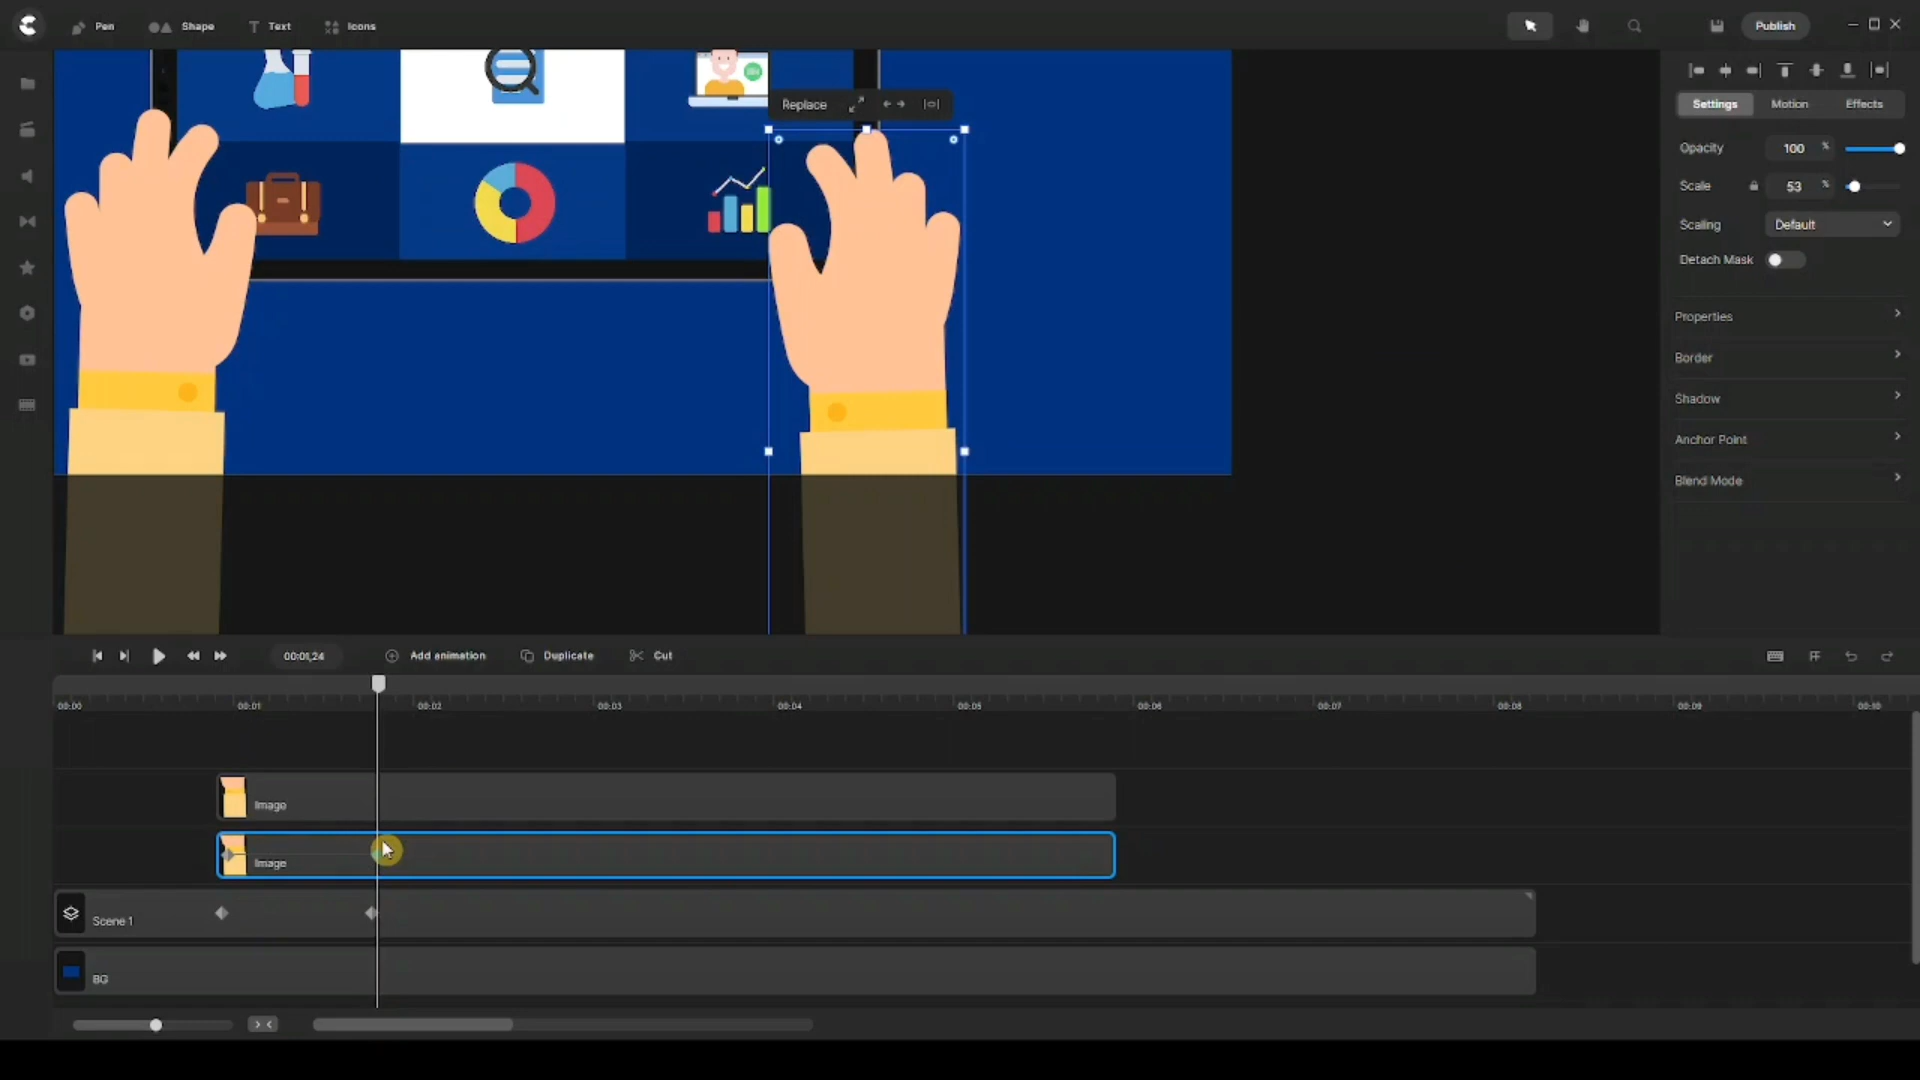 Pen Shape Text Icons Publish
Replace
Settings Motion Effects
Opacity 100 %
Scale 53 %
Scaling Default
Detach Mask
Properties
Border
Shadow
Anchor Point
Blend Mode
00:01,24 Add animation Duplicate Cut
00:00 00:01 00:02 00:03 00:04 00:05 00:06 00:07 00:08 00:09 00:10
Image
Image
Scene 1
BG